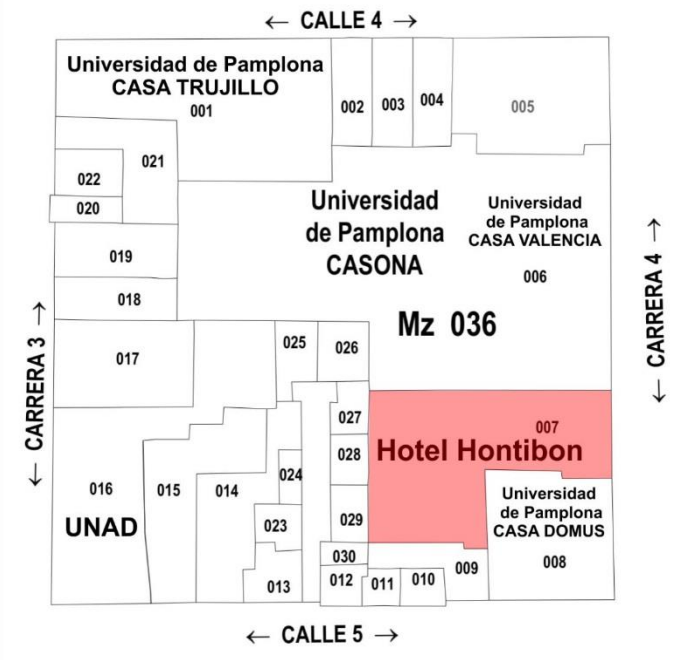 ← CALLE 4 →
Universidad de Pamplona
CASA TRUJILLO
001
002
003
004
005
021
022
020
Universidad
de Pamplona
CASONA
Universidad
de Pamplona
CASA VALENCIA
006
019
018
Mz 036
← CARRERA 3 →
← CARRERA 4 →
017
025
026
027
007
Hotel Hontibon
028
024
016
015
014
UNAD
023
029
Universidad
de Pamplona
CASA DOMUS
008
030
013
012
011
010
009
← CALLE 5 →